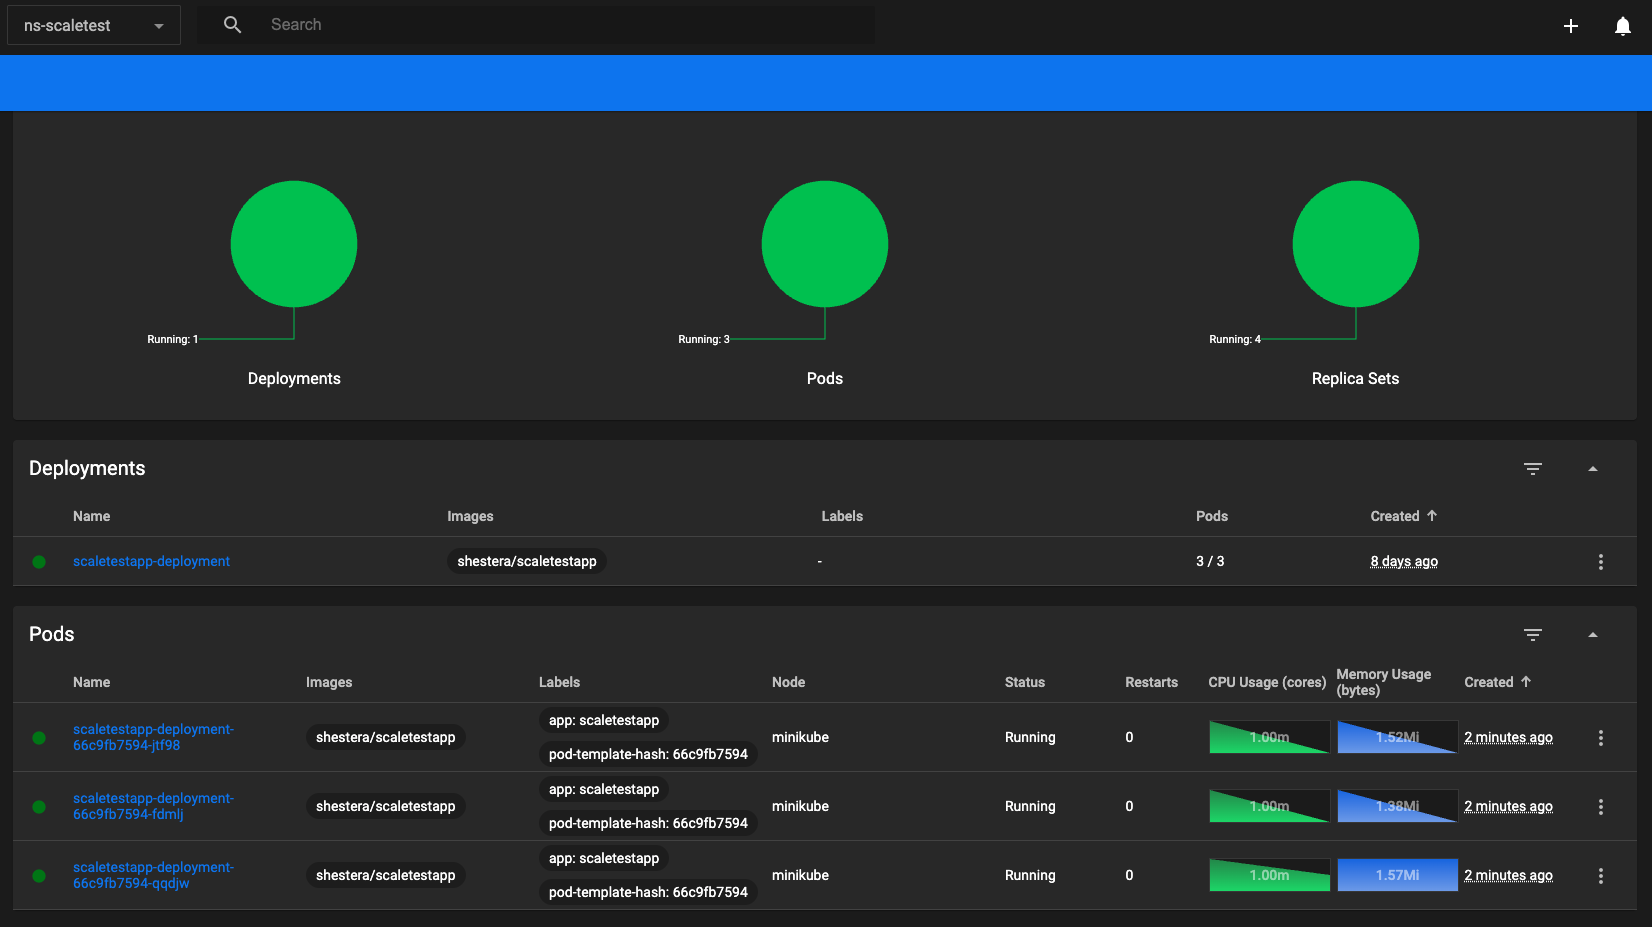 ns-scaletest
Search
Running: 1
Running: 3
Running: 4
Deployments
Pods
Replica Sets
Deployments
Name Images Labels Pods Created
scaletestapp-deployment shestera/scaletestapp - 3 / 3 8 days ago
Pods
Name Images Labels Node Status Restarts CPU Usage (cores) Memory Usage
(bytes) Created
scaletestapp-deployment-
66c9fb7594-jtf98
shestera/scaletestapp
app: scaletestapp
pod-template-hash: 66c9fb7594
minikube Running 0 1.00m 1.52Mi 2 minutes ago
scaletestapp-deployment-
66c9fb7594-fdmlj
shestera/scaletestapp
app: scaletestapp
pod-template-hash: 66c9fb7594
minikube Running 0 1.00m 1.38Mi 2 minutes ago
scaletestapp-deployment-
66c9fb7594-qqdjw
shestera/scaletestapp
app: scaletestapp
pod-template-hash: 66c9fb7594
minikube Running 0 1.00m 1.57Mi 2 minutes ago